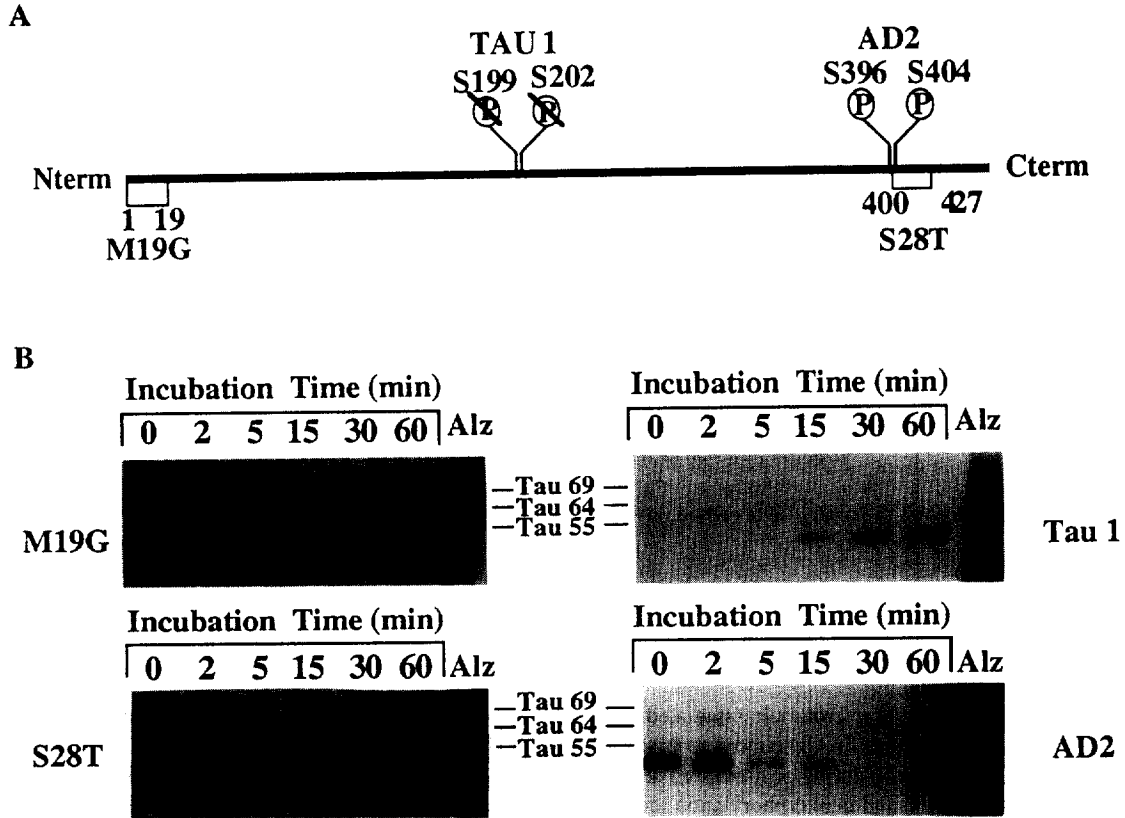 A
TAU 1
S199 S202
P P
AD2
S396 S404
P P
Nterm
Cterm
1 19
M19G
400 427
S28T
B
Incubation Time (min)
0 2 5 15 30 60 Alz
M19G
Tau 69
Tau 64
Tau 55
Incubation Time (min)
0 2 5 15 30 60 Alz
Tau 1
Incubation Time (min)
0 2 5 15 30 60 Alz
S28T
Tau 69
Tau 64
Tau 55
Incubation Time (min)
0 2 5 15 30 60 Alz
AD2